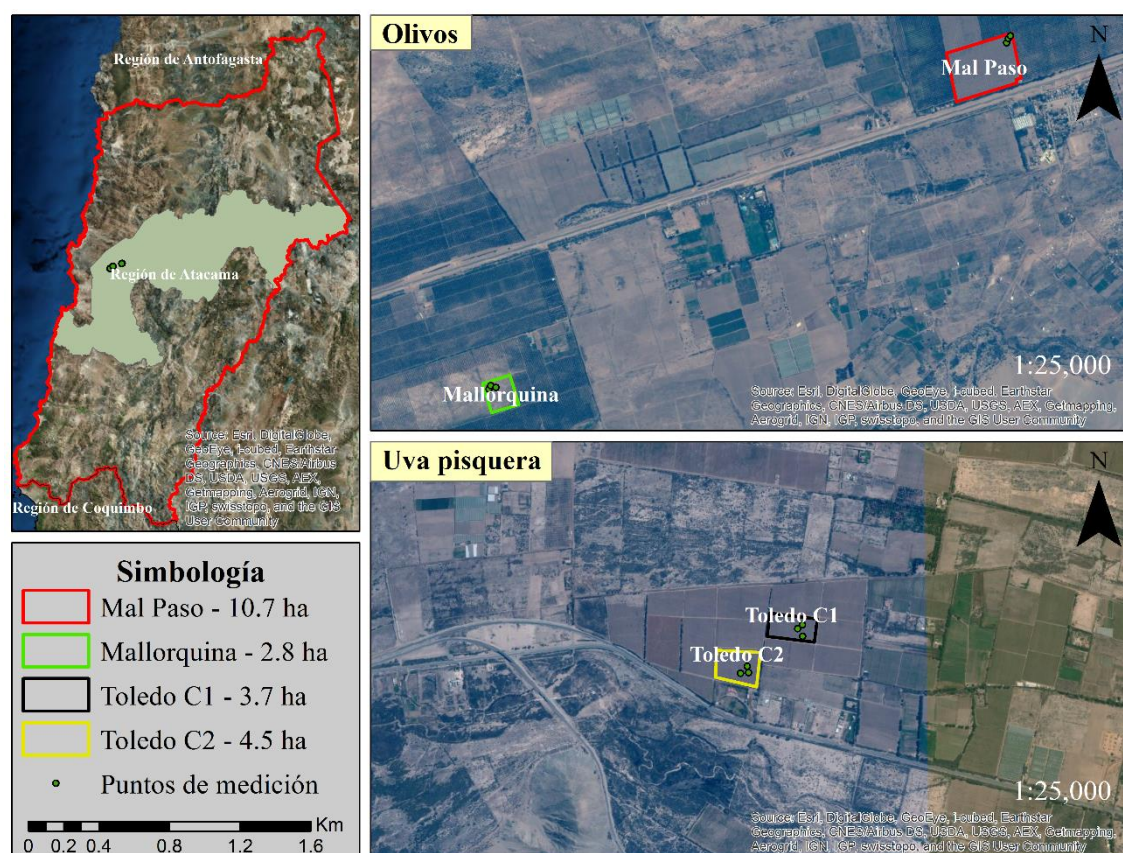 Región de Antofagasta
Región de Atacama
Región de Coquimbo
Source: Esri, DigitalGlobe,
GeoEye, i-cubed, Earthstar
Geographics, CNES/Airbus
DS, USDA, USGS, AEX,
Getmapping, Aerogrid, IGN,
IGP, swisstopo, and the GIS
User Community
Simbología
Mal Paso - 10.7 ha
Mallorquina - 2.8 ha
Toledo C1 - 3.7 ha
Toledo C2 - 4.5 ha
Puntos de medición
Km
0 0.2 0.4 0.8 1.2 1.6
Olivos
N
Mal Paso
Mallorquina
1:25,000
Source: Esri, DigitalGlobe, GeoEye, i-cubed, Earthstar
Geographics, CNES/Airbus DS, USDA, USGS, AEX, Getmapping,
Aerogrid, IGN, IGP, swisstopo, and the GIS User Community
Uva pisquera
N
Toledo C1
Toledo C2
1:25,000
Source: Esri, DigitalGlobe, GeoEye, i-cubed, Earthstar
Geographics, CNES/Airbus DS, USDA, USGS, AEX, Getmapping,
Aerogrid, IGN, IGP, swisstopo, and the GIS User Community